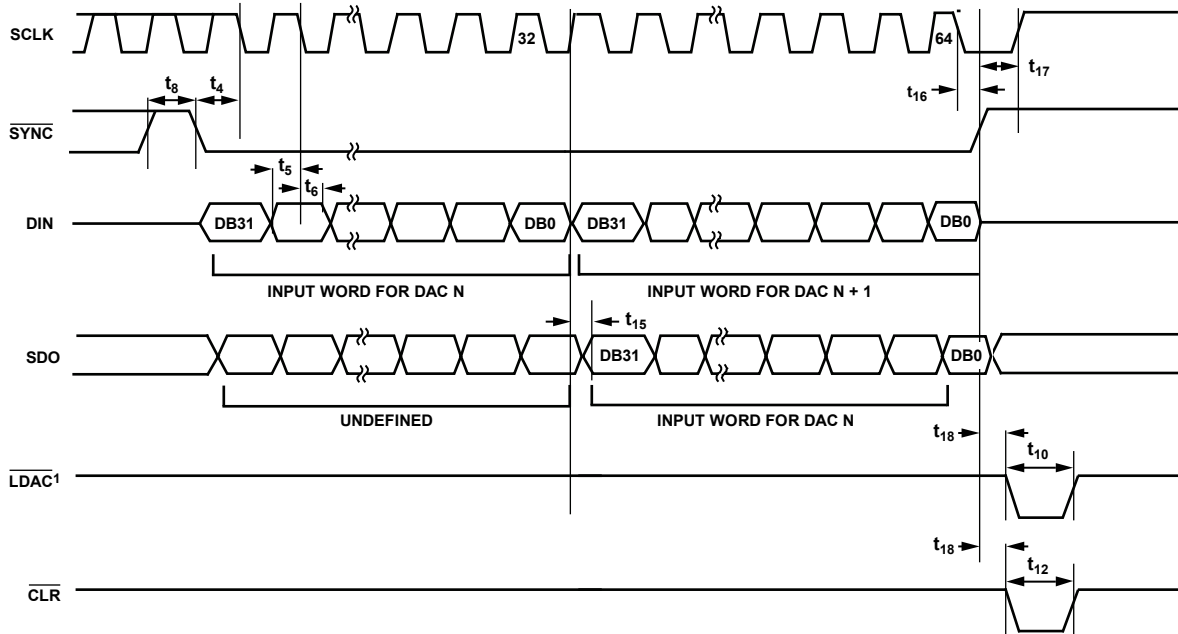 SCLK
32
64
t8
t4
t16
t17
SYNC
t5
t6
DIN
DB31
DB0
DB31
DB0
INPUT WORD FOR DAC N
INPUT WORD FOR DAC N + 1
t15
SDO
DB31
DB0
UNDEFINED
INPUT WORD FOR DAC N
t18
t10
LDAC1
t18
t12
CLR